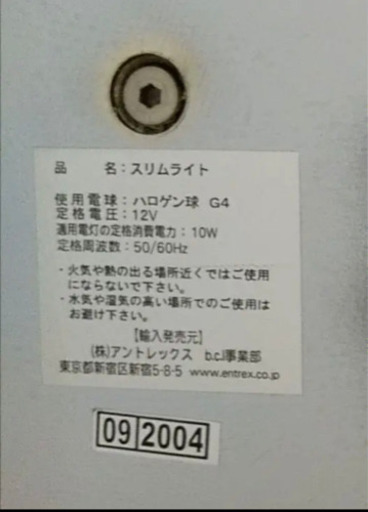 品　　名：スリムライト
使用電球：ハロゲン球 G4
定格電圧：12V
適用電灯の定格消費電力：10W
定格周波数：50/60Hz
・火気や熱の出る場所近くではご使用
にならないで下さい。
・水気や湿気の高い場所でのご使用は
お避け下さい。
【輸入発売元】
(株)アントレックス b.c.l事業部
東京都新宿区新宿5-8-5 www.entrex.co.jp
09 2004